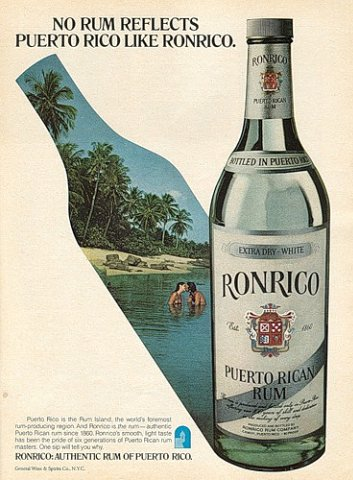 NO RUM REFLECTS
PUERTO RICO LIKE RONRICO.
RONRICO
PUERTO RICAN
RUM
BOTTLED IN PUERTO RICO
EXTRA DRY-WHITE
RONRICO
Est. 1860
PUERTO RICAN
RUM
PRODUCED AND BOTTLED BY
RONRICO RUM COMPANY
Puerto Rico is the Rum Island, the world's foremost
rum-producing region. And Ronrico is the rum—authentic
Puerto Rican rum since 1860. Ronrico's smooth, light taste
has been the pride of six generations of Puerto Rican rum
masters. One sip will tell you why.
RONRICO: AUTHENTIC RUM OF PUERTO RICO.
General Wine & Spirits Co., N.Y.C.